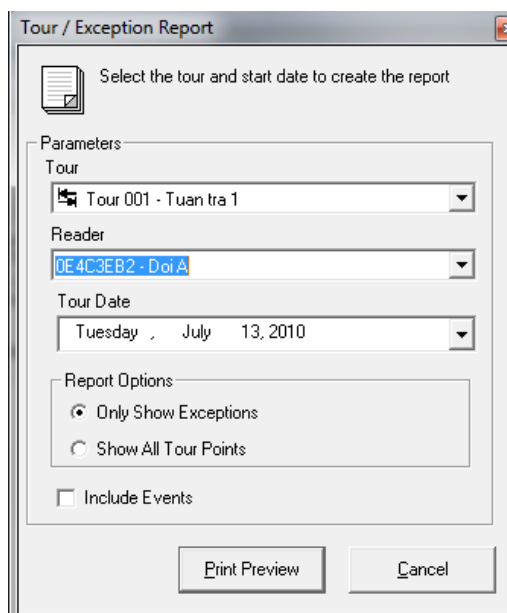 Tour / Exception Report
Select the tour and start date to create the report
Parameters
Tour
Tour 001 - Tuan tra 1
Reader
0E4C3EB2 - Doi A
Tour Date
Tuesday , July 13, 2010
Report Options
Only Show Exceptions
Show All Tour Points
Include Events
Print Preview Cancel